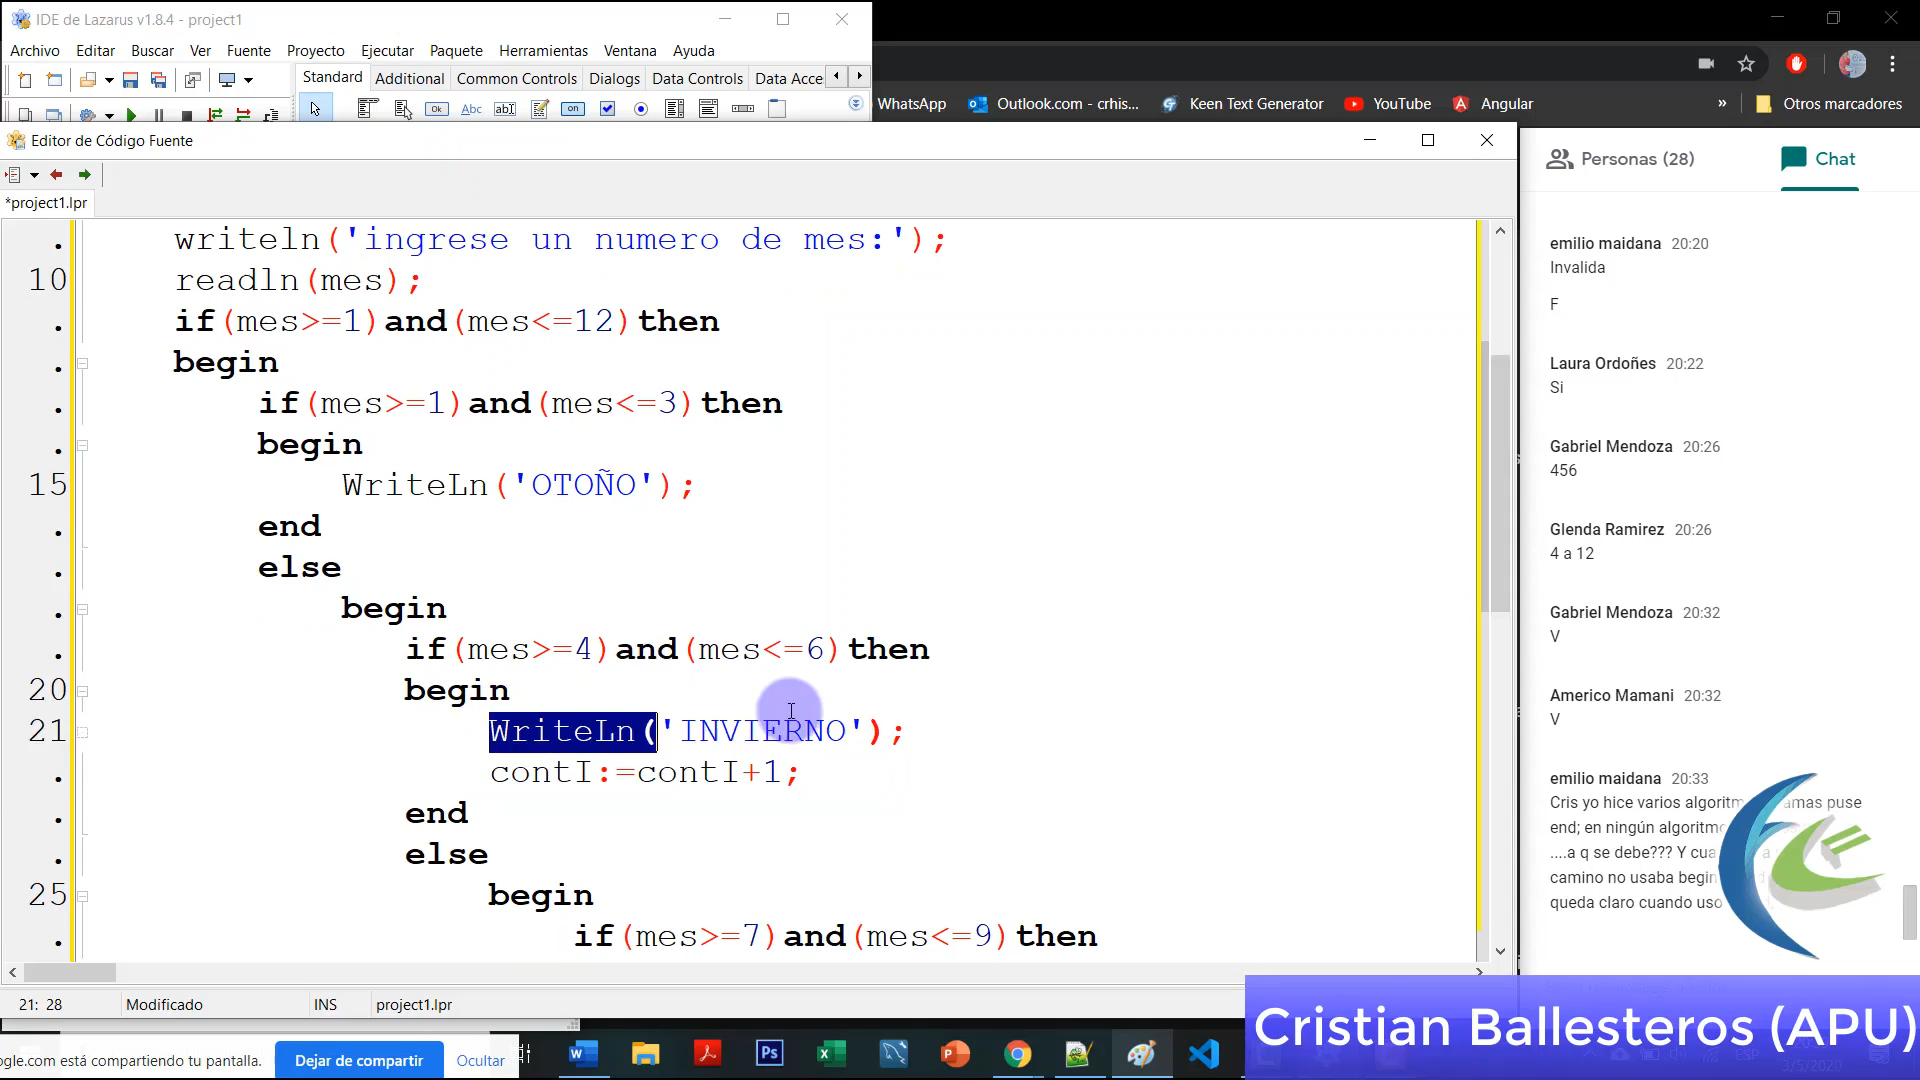 IDE de Lazarus v1.8.4 - project1
Archivo Editar Buscar Ver Fuente Proyecto Ejecutar Paquete Herramientas Ventana Ayuda
Standard Additional Common Controls Dialogs Data Controls Data Acce
WhatsApp Outlook.com - crhis... Keen Text Generator YouTube Angular » Otros marcadores
Editor de Código Fuente
*project1.lpr
writeln('ingrese un numero de mes:');
10 readln(mes);
if(mes>=1)and(mes<=12)then
begin
if(mes>=1)and(mes<=3)then
begin
15 WriteLn('OTOÑO');
end
else
begin
if(mes>=4)and(mes<=6)then
20 begin
21 WriteLn('INVIERNO');
contI:=contI+1;
end
else
25 begin
if(mes>=7)and(mes<=9)then
21: 28 Modificado INS project1.lpr
Personas (28) Chat
emilio maidana 20:20
Invalida
F
Laura Ordoñes 20:22
Si
Gabriel Mendoza 20:26
456
Glenda Ramirez 20:26
4 a 12
Gabriel Mendoza 20:32
V
Americo Mamani 20:32
V
emilio maidana 20:33
Cris yo hice varios algoritm amas puse
end; en ningún algoritmo
....a q se debe??? Y cua a
camino no usaba begin
queda claro cuando uso
Cristian Ballesteros (APU)
ogle.com está compartiendo tu pantalla. Dejar de compartir Ocultar
3/5/2020